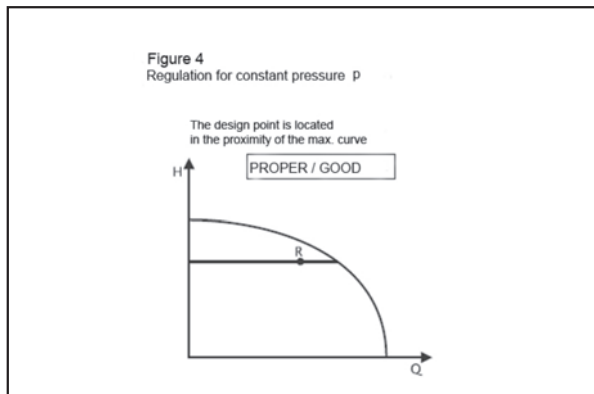 Figure 4
Regulation for constant pressure p
The design point is located
in the proximity of the max. curve
PROPER / GOOD
H
R
Q